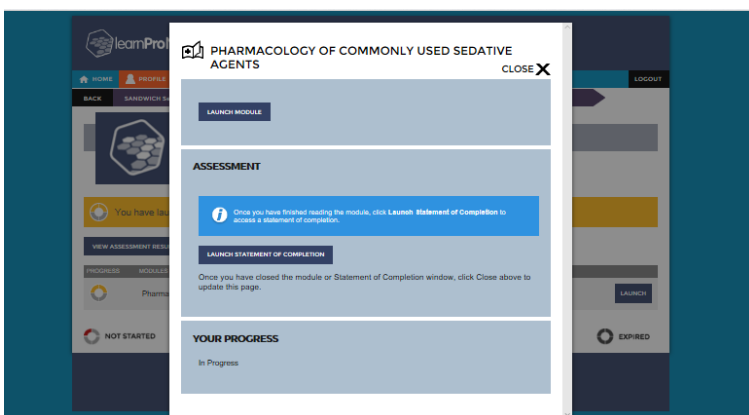 learnProN
PHARMACOLOGY OF COMMONLY USED SEDATIVE
AGENTS
CLOSE X
HOME PROFILE LOGOUT
BACK SANDWICH
LAUNCH MODULE
ASSESSMENT
Once you have finished reading the module, click Launch Statement of Completion to
access a statement of completion.
You have lau
VIEW ASSESSMENT RESU
LAUNCH STATEMENT OF COMPLETION
PROGRESS MODULES
Once you have closed the module or Statement of Completion window, click Close above to
update this page.
Pharma LAUNCH
NOT STARTED
YOUR PROGRESS
EXPIRED
In Progress